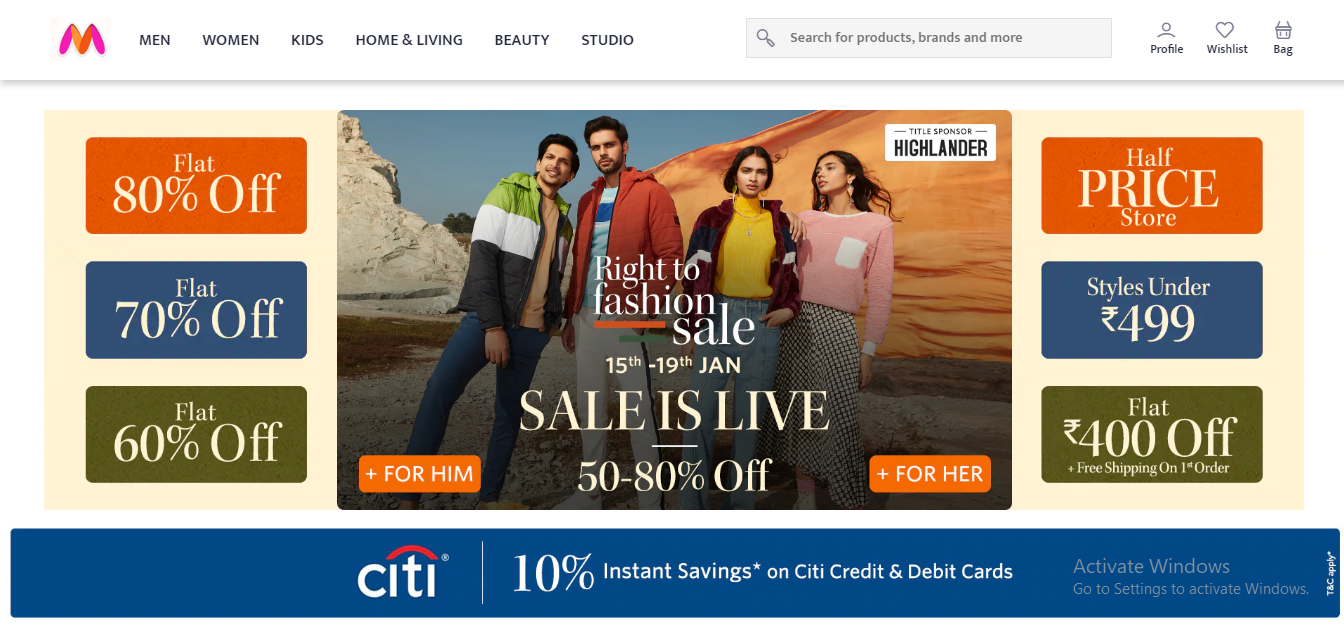 MEN
WOMEN
KIDS
HOME & LIVING
BEAUTY
STUDIO
Search for products, brands and more
Profile
Wishlist
Bag
Flat
80% Off
Flat
70% Off
Flat
60% Off
TITLE SPONSOR
HIGHLANDER
Right to
fashion
sale
15th -19th JAN
SALE IS LIVE
50-80% Off
+ FOR HIM
+ FOR HER
Half
PRICE
Store
Styles Under
₹499
Flat
₹400 Off
+ Free Shipping On 1st Order
citi®
10% Instant Savings* on Citi Credit & Debit Cards
T&C apply*
Activate Windows
Go to Settings to activate Windows.